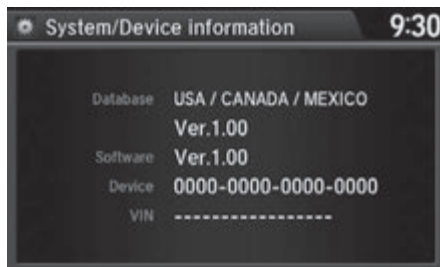 System/Device information 9:30
Database USA / CANADA / MEXICO
Ver.1.00
Software Ver.1.00
Device 0000-0000-0000-0000
VIN -----------------